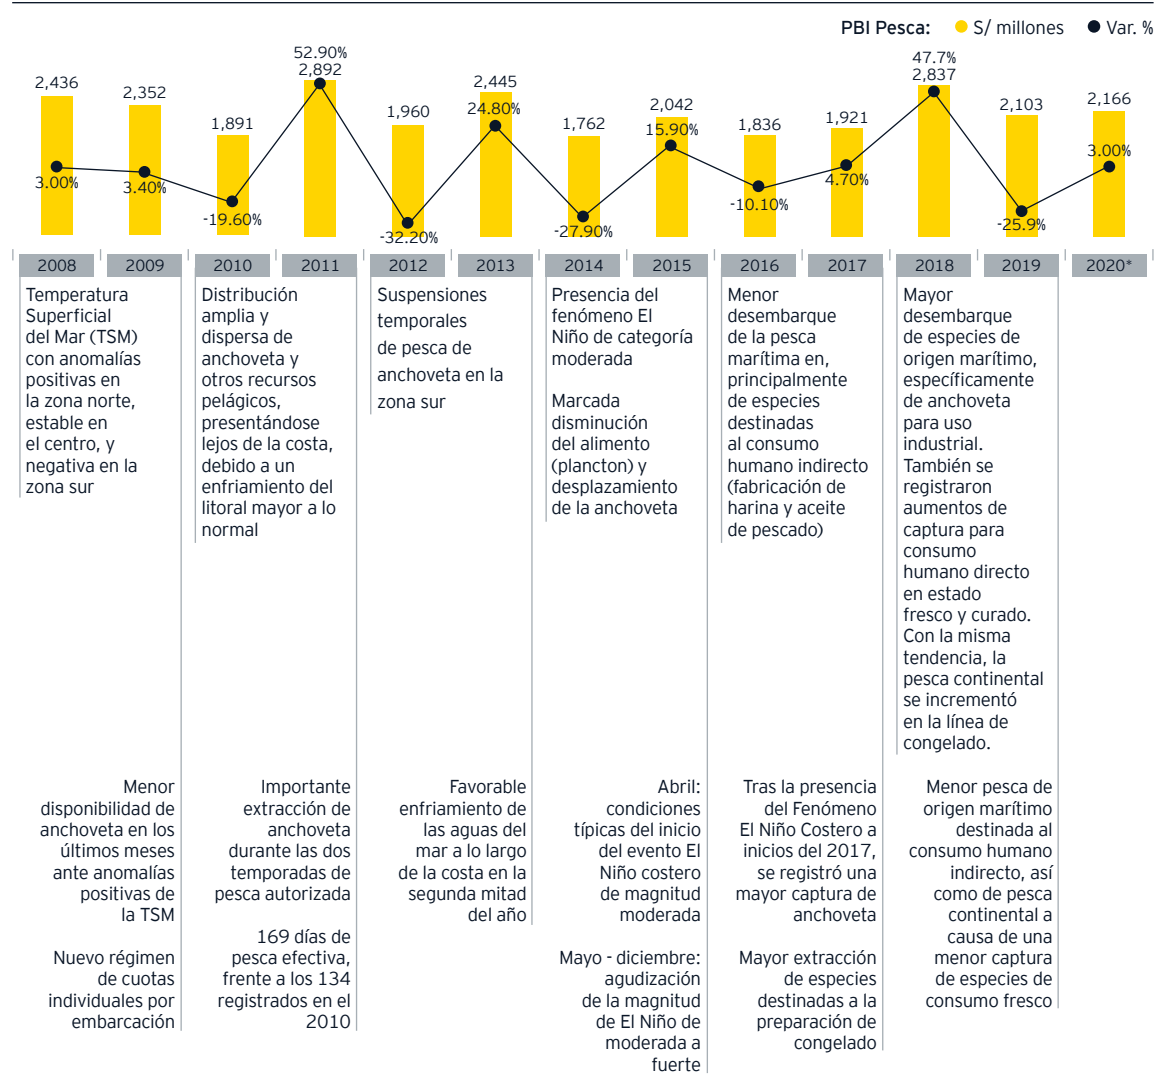 PBI Pesca: S/ millones Var. %
2,436
2,352
1,891
52.90%
2,892
1,960
2,445
1,762
2,042
1,836
1,921
47.7%
2,837
2,103
2,166
3.00%
3.40%
-19.60%
-32.20%
24.80%
-27.90%
15.90%
-10.10%
4.70%
-25.9%
3.00%
2008 2009 2010 2011 2012 2013 2014 2015 2016 2017 2018 2019 2020*
Temperatura
Superficial
del Mar (TSM)
con anomalías
positivas en
la zona norte,
estable en
el centro, y
negativa en la
zona sur
Menor
disponibilidad de
anchoveta en los
últimos meses
ante anomalías
positivas de
la TSM
Nuevo régimen
de cuotas
individuales por
embarcación
Distribución
amplia y
dispersa de
anchoveta y
otros recursos
pelágicos,
presentándose
lejos de la costa,
debido a un
enfriamiento del
litoral mayor a lo
normal
Importante
extracción de
anchoveta
durante las dos
temporadas de
pesca autorizada
169 días de
pesca efectiva,
frente a los 134
registrados en el
2010
Suspensiones
temporales
de pesca de
anchoveta en la
zona sur
Favorable
enfriamiento de
las aguas del
mar a lo largo
de la costa en la
segunda mitad
del año
Presencia del
fenómeno El
Niño de categoría
moderada
Marcada
disminución
del alimento
(plancton) y
desplazamiento
de la anchoveta
Abril:
condiciones
típicas del inicio
del evento El
Niño costero
de magnitud
moderada
Mayo - diciembre:
agudización
de la magnitud
de El Niño de
moderada a
fuerte
Menor
desembarque
de la pesca
marítima en,
principalmente
de especies
destinadas
al consumo
humano indirecto
(fabricación de
harina y aceite
de pescado)
Tras la presencia
del Fenómeno
El Niño Costero a
inicios del 2017,
se registró una
mayor captura de
anchoveta
Mayor extracción
de especies
destinadas a la
preparación de
congelado
Mayor
desembarque
de especies de
origen marítimo,
específicamente
de anchoveta
para uso
industrial.
También se
registraron
aumentos de
captura para
consumo
humano directo
en estado
fresco y curado.
Con la misma
tendencia, la
pesca continental
se incrementó
en la línea de
congelado.
Menor pesca de
origen marítimo
destinada al
consumo humano
indirecto, así
como de pesca
continental a
causa de una
menor captura
de especies de
consumo fresco